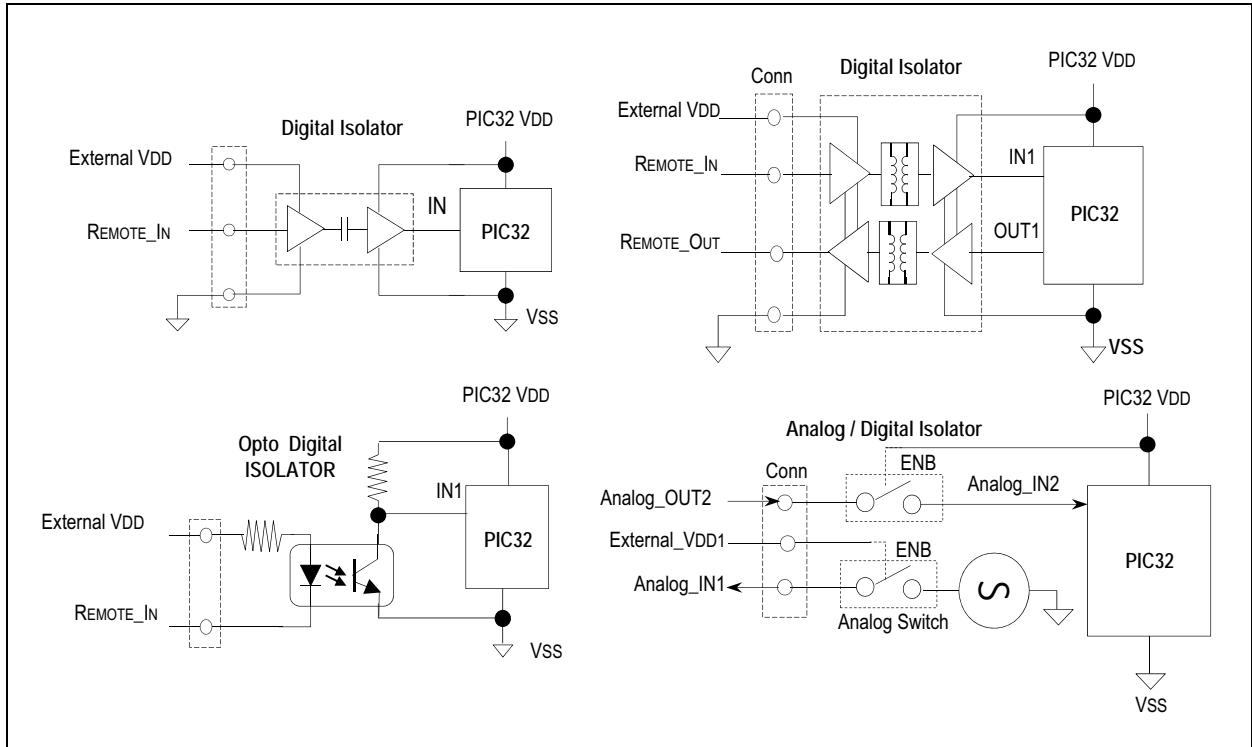 Digital Isolator
PIC32 VDD
External VDD
REMOTE_IN
IN
PIC32
VSS
Conn
Digital Isolator
PIC32 VDD
External VDD
REMOTE_IN
REMOTE_OUT
IN1
OUT1
PIC32
VSS
Opto Digital
ISOLATOR
PIC32 VDD
IN1
External VDD
REMOTE_IN
PIC32
VSS
PIC32 VDD
Analog / Digital Isolator
Conn
ENB
Analog_OUT2
Analog_IN2
External_VDD1
ENB
Analog_IN1
Analog Switch
S
PIC32
VSS